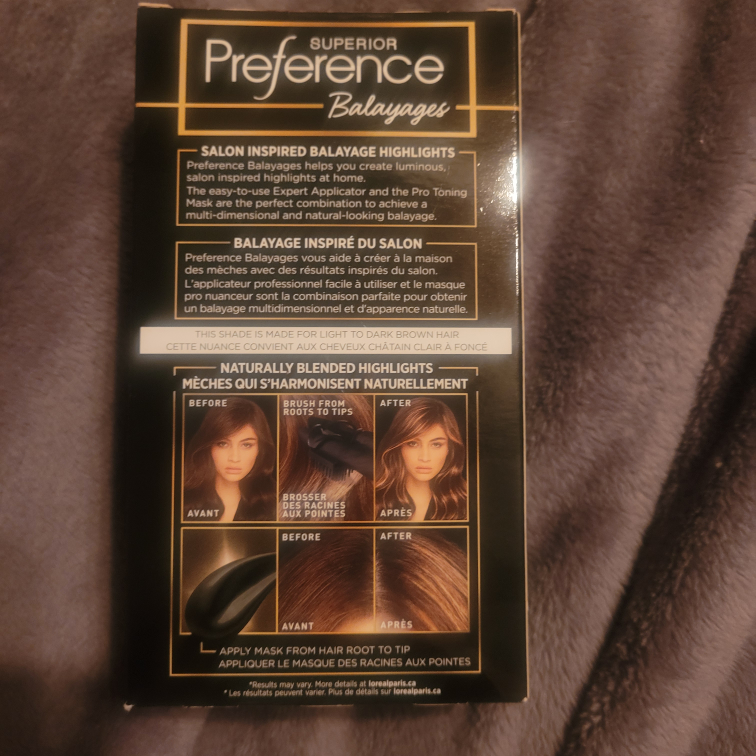 SUPERIOR
Preference
Balayages
SALON INSPIRED BALAYAGE HIGHLIGHTS
Preference Balayages helps you create luminous,
salon inspired highlights at home.
The easy-to-use Expert Applicator and the Pro Toning
Mask are the perfect combination to achieve a
multi-dimensional and natural-looking balayage.
BALAYAGE INSPIRÉ DU SALON
Preference Balayages vous aide à créer à la maison
des mèches avec des résultats inspirés du salon.
L'applicateur professionnel facile à utiliser et le masque
pro nuanceur sont la combinaison parfaite pour obtenir
un balayage multidimensionnel et d'apparence naturelle.
THIS SHADE IS MADE FOR LIGHT TO DARK BROWN HAIR
CETTE NUANCE CONVIENT AUX CHEVEUX CHÂTAIN CLAIR À FONCÉ
NATURALLY BLENDED HIGHLIGHTS
MÈCHES QUI S'HARMONISENT NATURELLEMENT
BEFORE
AVANT
BRUSH FROM
ROOTS TO TIPS
BROSSER
DES RACINES
AUX POINTES
AFTER
APRÈS
BEFORE
AVANT
AFTER
APRÈS
APPLY MASK FROM HAIR ROOT TO TIP
APPLIQUER LE MASQUE DES RACINES AUX POINTES
*Results may vary. More details at lorealparis.ca
* Les résultats peuvent varier. Plus de détails sur lorealparis.ca